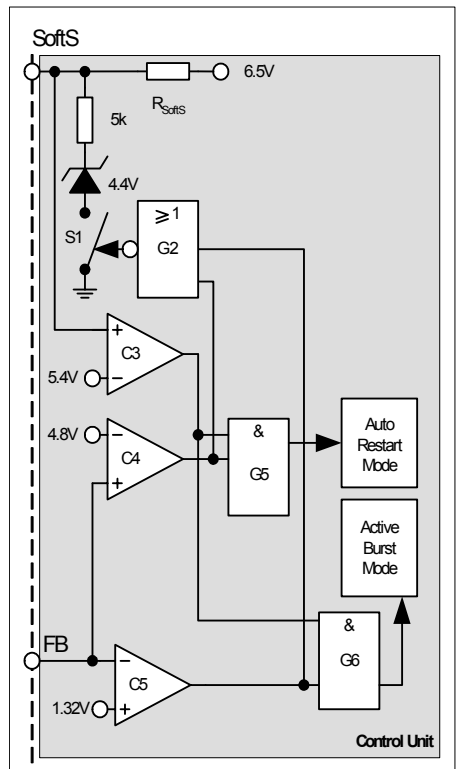 SoftS
6.5V
RSoftS
5k
4.4V
S1
≥1
G2
C3
5.4V
4.8V
C4
&
G5
Auto
Restart
Mode
Active
Burst
Mode
FB
&
G6
C5
1.32V
Control Unit